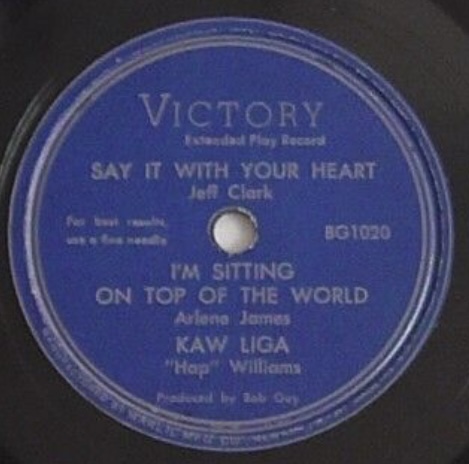 VICTORY
Extended Play Record
SAY IT WITH YOUR HEART
Jeff Clark
For best results,
use a fine needle
BG1020
I'M SITTING
ON TOP OF THE WORLD
Arlene James
KAW LIGA
"Hap" Williams
Produced by Bob Guy